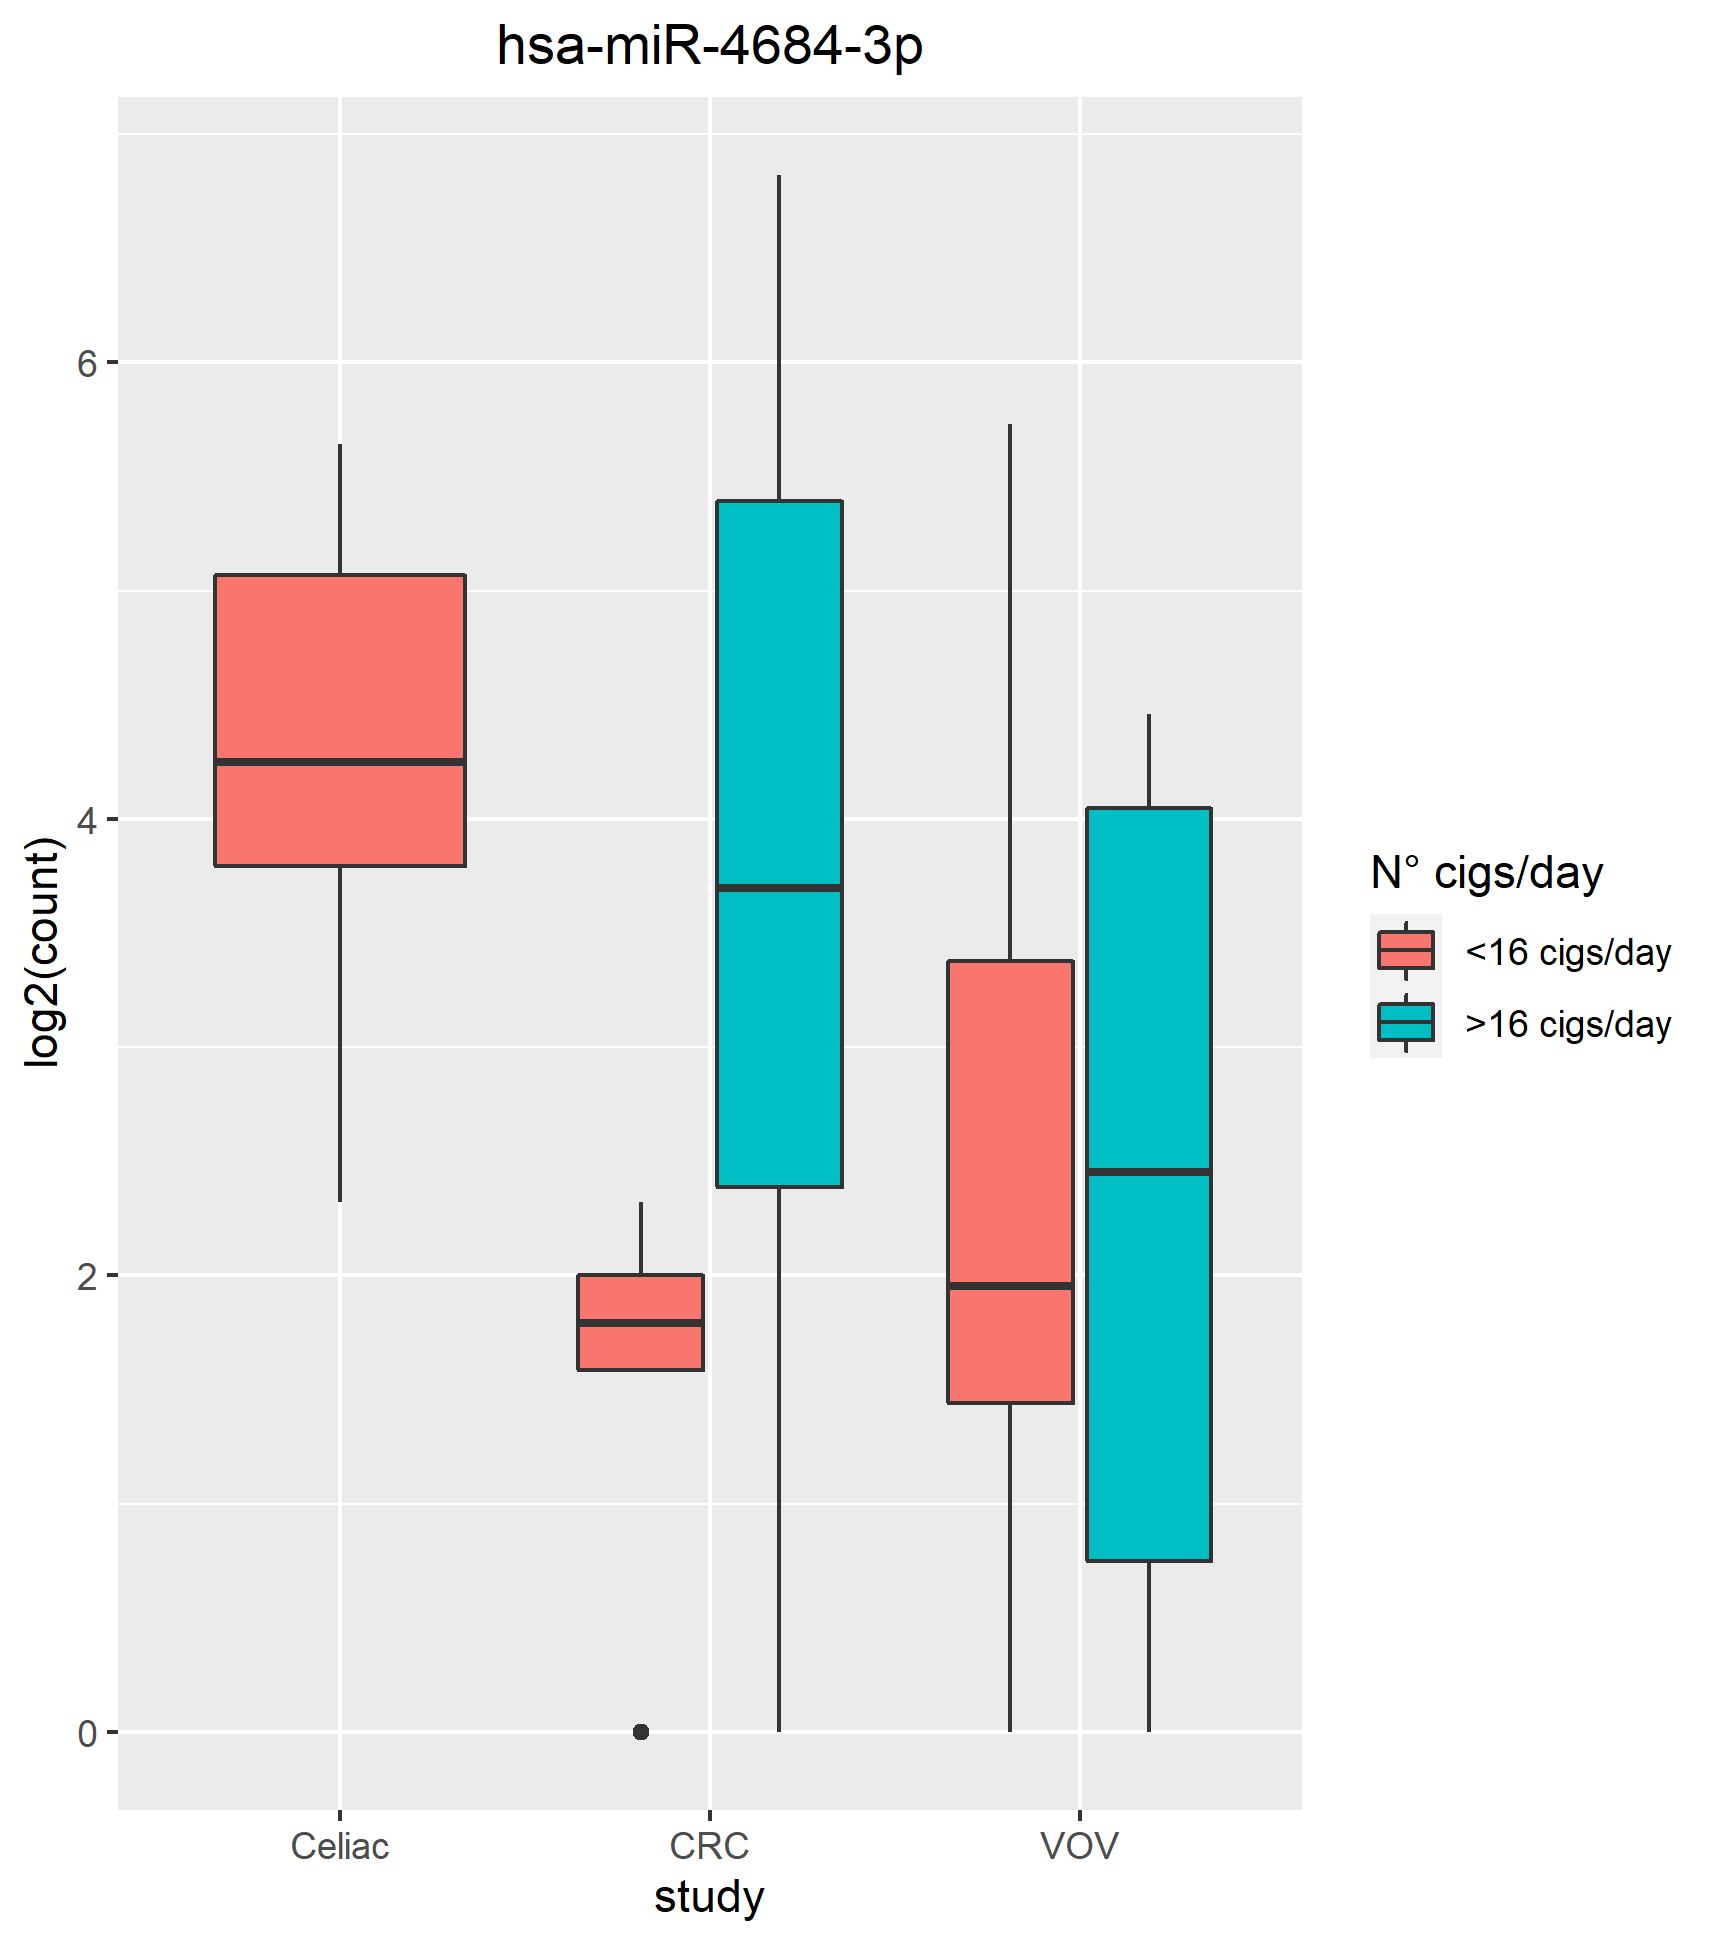 hsa-miR-4684-3p
log2(count)
6
4
2
0
Celiac
CRC
VOV
study
N° cigs/day
<16 cigs/day
>16 cigs/day